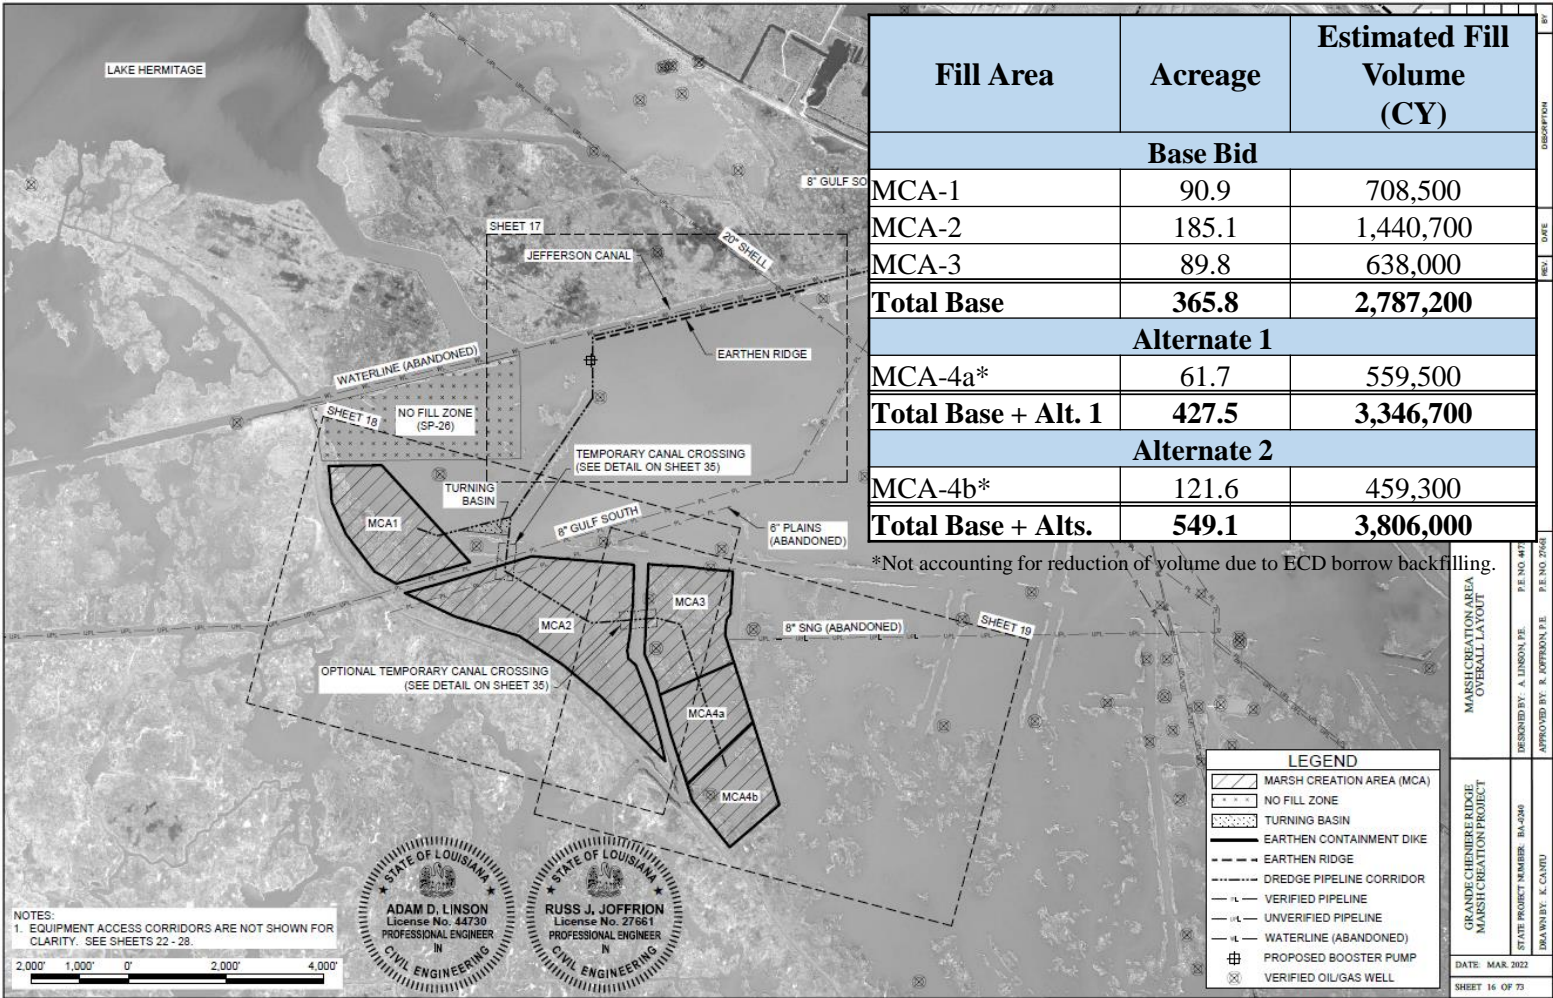 LAKE HERMITAGE
8" GULF SO
SHEET 17
20" SHELL
JEFFERSON CANAL
EARTHEN RIDGE
WATERLINE (ABANDONED)
SHEET 18
NO FILL ZONE
(SP-26)
TEMPORARY CANAL CROSSING
(SEE DETAIL ON SHEET 35)
TURNING
BASIN
8" GULF SOUTH
6" PLAINS
(ABANDONED)
MCA1
MCA2
MCA3
8" SNG (ABANDONED)
SHEET 19
OPTIONAL TEMPORARY CANAL CROSSING
(SEE DETAIL ON SHEET 35)
MCA4a
MCA4b
Fill Area Acreage Estimated Fill
Volume
(CY)
Base Bid
MCA-1 90.9 708,500
MCA-2 185.1 1,440,700
MCA-3 89.8 638,000
Total Base 365.8 2,787,200
Alternate 1
MCA-4a* 61.7 559,500
Total Base + Alt. 1 427.5 3,346,700
Alternate 2
MCA-4b* 121.6 459,300
Total Base + Alts. 549.1 3,806,000
*Not accounting for reduction of volume due to ECD borrow backfilling.
LEGEND
MARSH CREATION AREA (MCA)
NO FILL ZONE
TURNING BASIN
EARTHEN CONTAINMENT DIKE
EARTHEN RIDGE
DREDGE PIPELINE CORRIDOR
VERIFIED PIPELINE
UNVERIFIED PIPELINE
WATERLINE (ABANDONED)
PROPOSED BOOSTER PUMP
VERIFIED OIL/GAS WELL
STATE OF LOUISIANA
ADAM D. LINSON
License No. 44730
PROFESSIONAL ENGINEER
IN
CIVIL ENGINEERING
STATE OF LOUISIANA
RUSS J. JOFFRION
License No. 27661
PROFESSIONAL ENGINEER
IN
CIVIL ENGINEERING
NOTES:
1. EQUIPMENT ACCESS CORRIDORS ARE NOT SHOWN FOR
CLARITY. SEE SHEETS 22 - 28.
2,000' 1,000' 0' 2,000' 4,000'
BY
DESCRIPTION
DATE
REV.
MARSH CREATION AREA
OVERALL LAYOUT
DESIGNED BY: A. LINSON, P.E. P.E. NO. 447
APPROVED BY: R. JOFFRION, P.E. P.E. NO. 2766
GRANDE CHENIERE RIDGE
MARSH CREATION PROJECT
STATE PROJECT NUMBER: BA-0240
DRAWN BY: K. CANTU
DATE: MAR. 2022
SHEET 16 OF 73